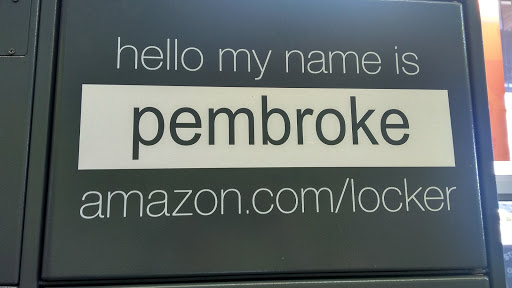 hello my name is
pembroke
amazon.com/locker